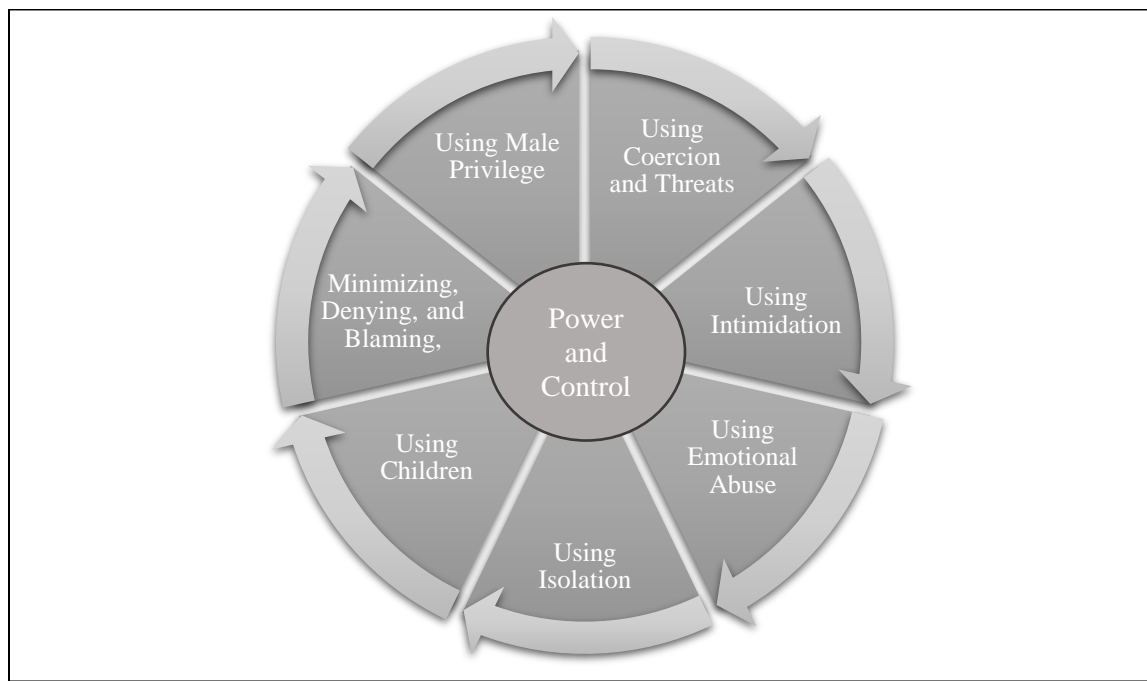 Using Male
Privilege
Using
Coercion
and Threats
Minimizing,
Denying, and
Blaming,
Power
and
Control
Using
Intimidation
Using
Children
Using
Emotional
Abuse
Using
Isolation